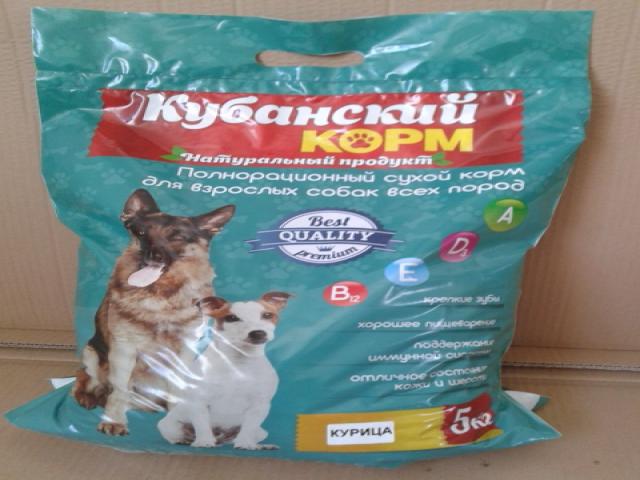 Кубанский
КОРМ
Натуральный продукт
Полнорационный сухой корм
для взрослых собак всех пород
Best
QUALITY
premium
A
D3
E
B12
крепкие зубы
хорошее пищеварение
поддержание
иммунной системы
отличное состояние
кожи и шерсти
КУРИЦА
5кг